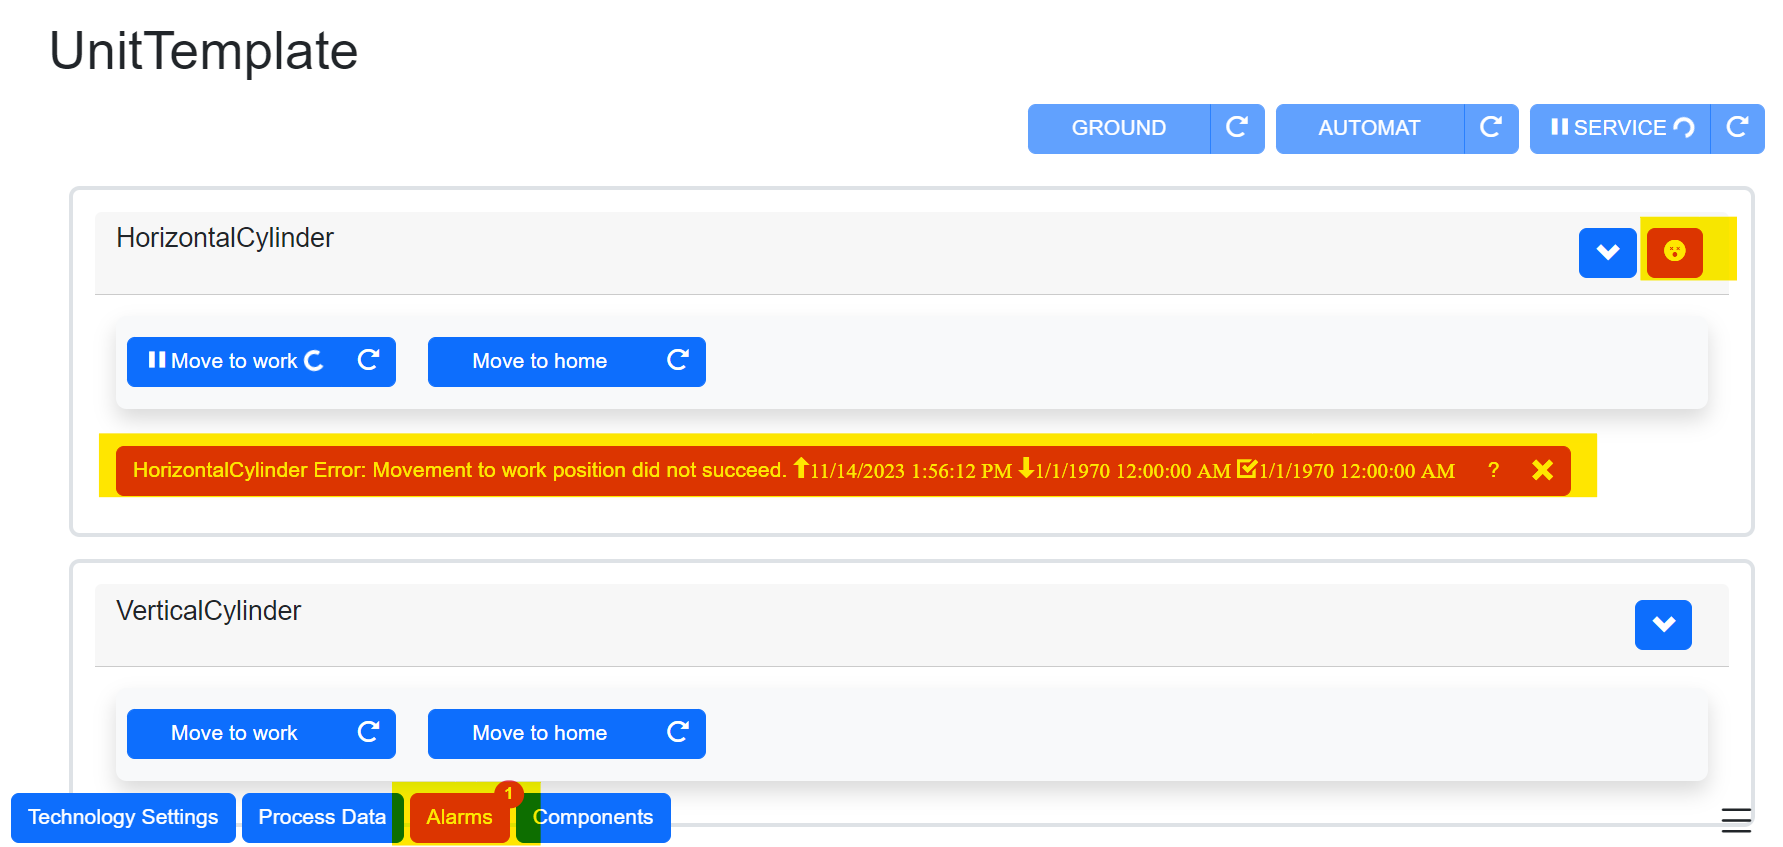 UnitTemplate
GROUND AUTOMAT SERVICE
HorizontalCylinder
Move to work Move to home
HorizontalCylinder Error: Movement to work position did not succeed. 11/14/2023 1:56:12 PM 1/1/1970 12:00:00 AM 1/1/1970 12:00:00 AM ?
VerticalCylinder
Move to work Move to home
1
Technology Settings Process Data Alarms Components